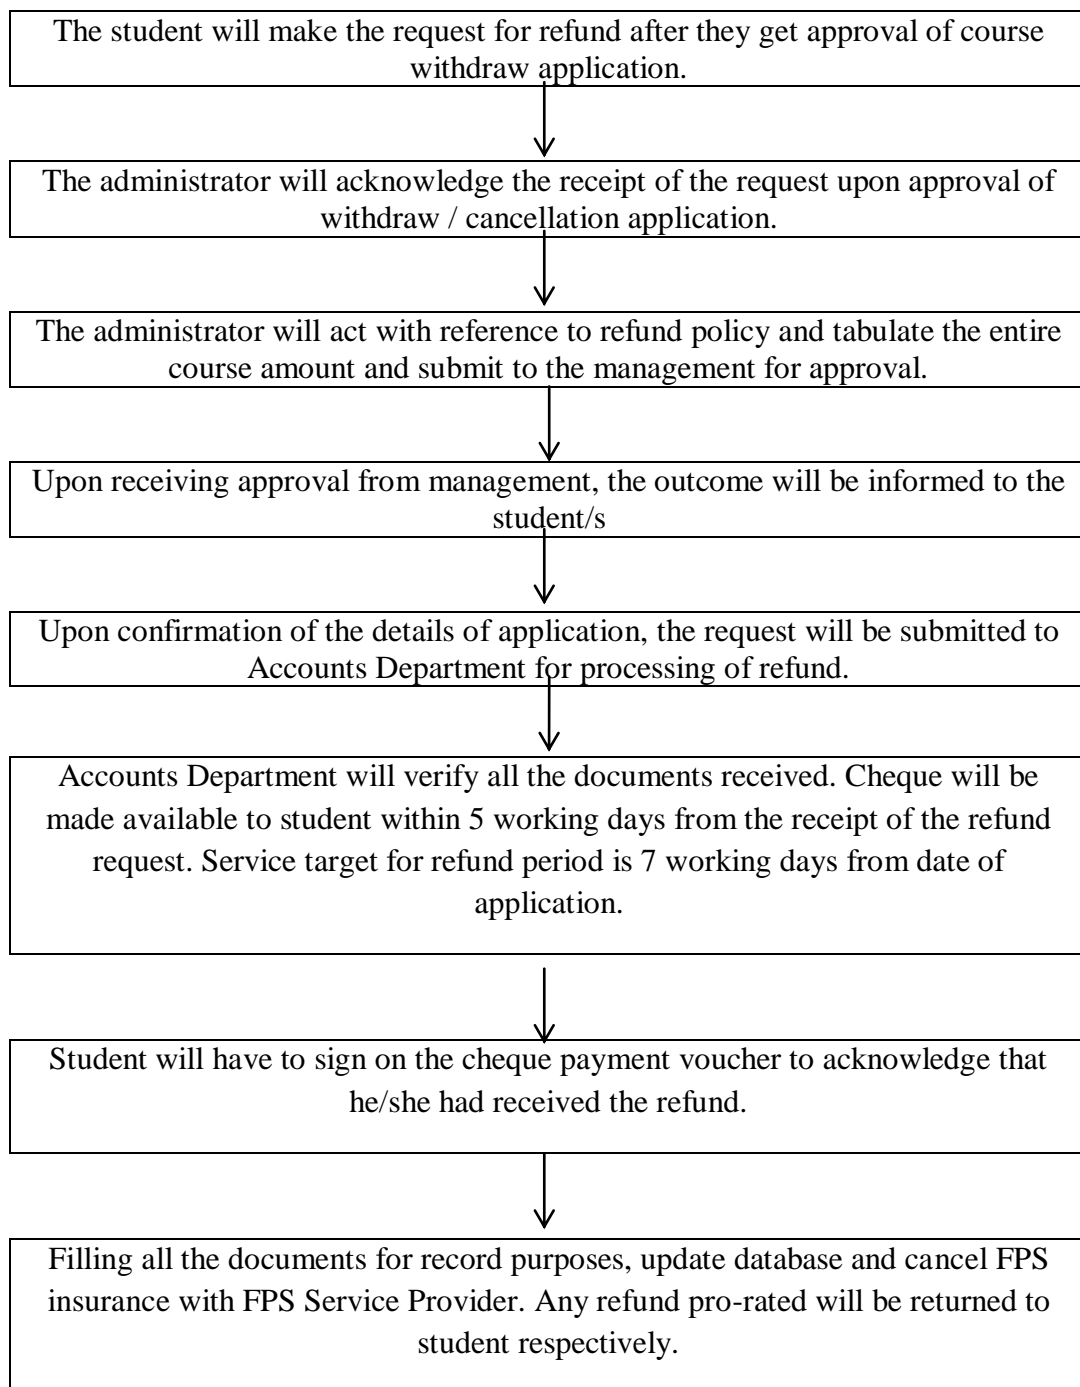 The student will make the request for refund after they get approval of course
withdraw application.
The administrator will acknowledge the receipt of the request upon approval of
withdraw / cancellation application.
The administrator will act with reference to refund policy and tabulate the entire
course amount and submit to the management for approval.
Upon receiving approval from management, the outcome will be informed to the
student/s
Upon confirmation of the details of application, the request will be submitted to
Accounts Department for processing of refund.
Accounts Department will verify all the documents received. Cheque will be
made available to student within 5 working days from the receipt of the refund
request. Service target for refund period is 7 working days from date of
application.
Student will have to sign on the cheque payment voucher to acknowledge that
he/she had received the refund.
Filling all the documents for record purposes, update database and cancel FPS
insurance with FPS Service Provider. Any refund pro-rated will be returned to
student respectively.